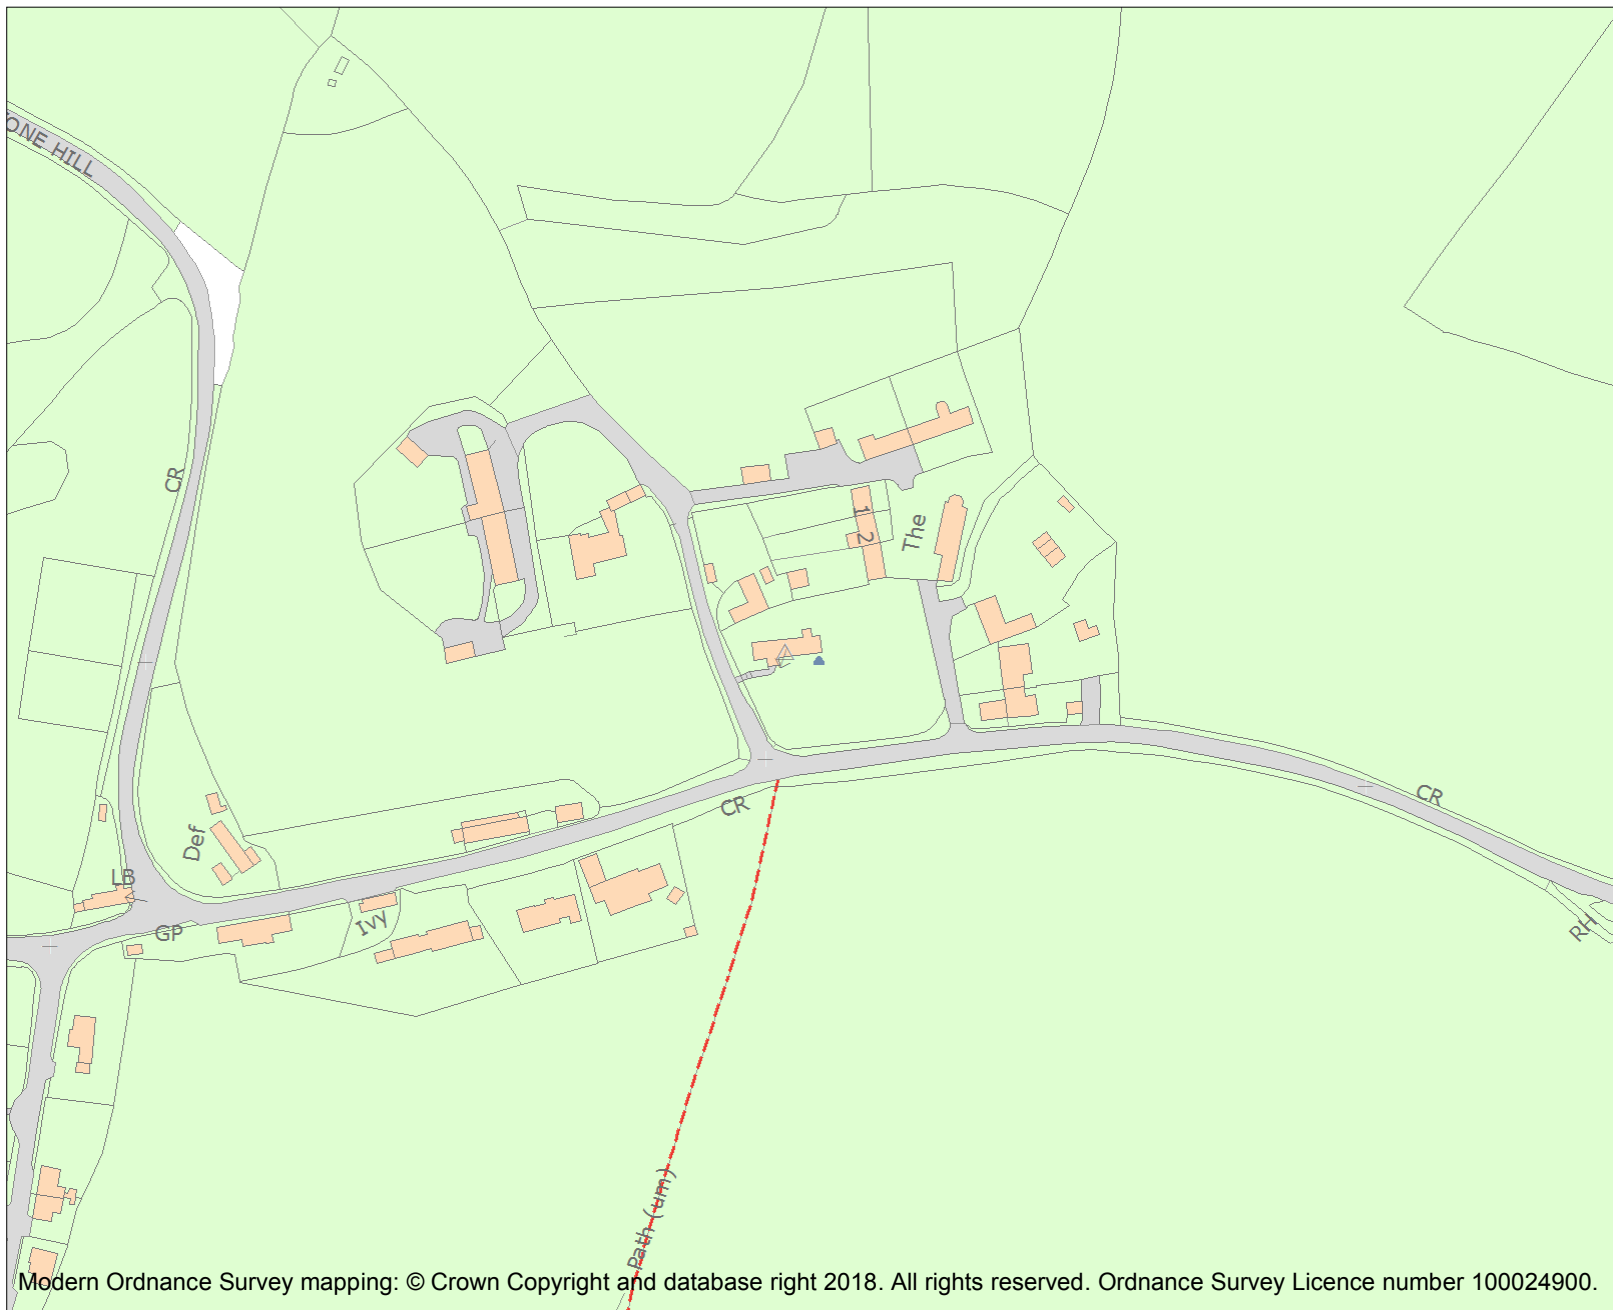 ONE HILL
CR
1 2
The
Def
CR
CR
LB
GP
Ivy
RH
Path (um)
Modern Ordnance Survey mapping: © Crown Copyright and database right 2018. All rights reserved. Ordnance Survey Licence number 100024900.